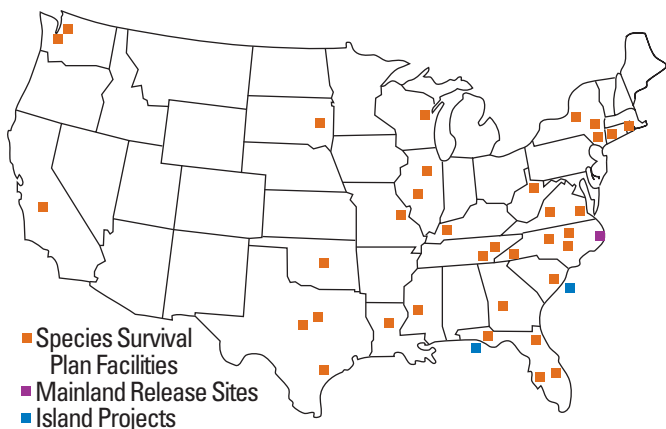 Species Survival
Plan Facilities
Mainland Release Sites
Island Projects